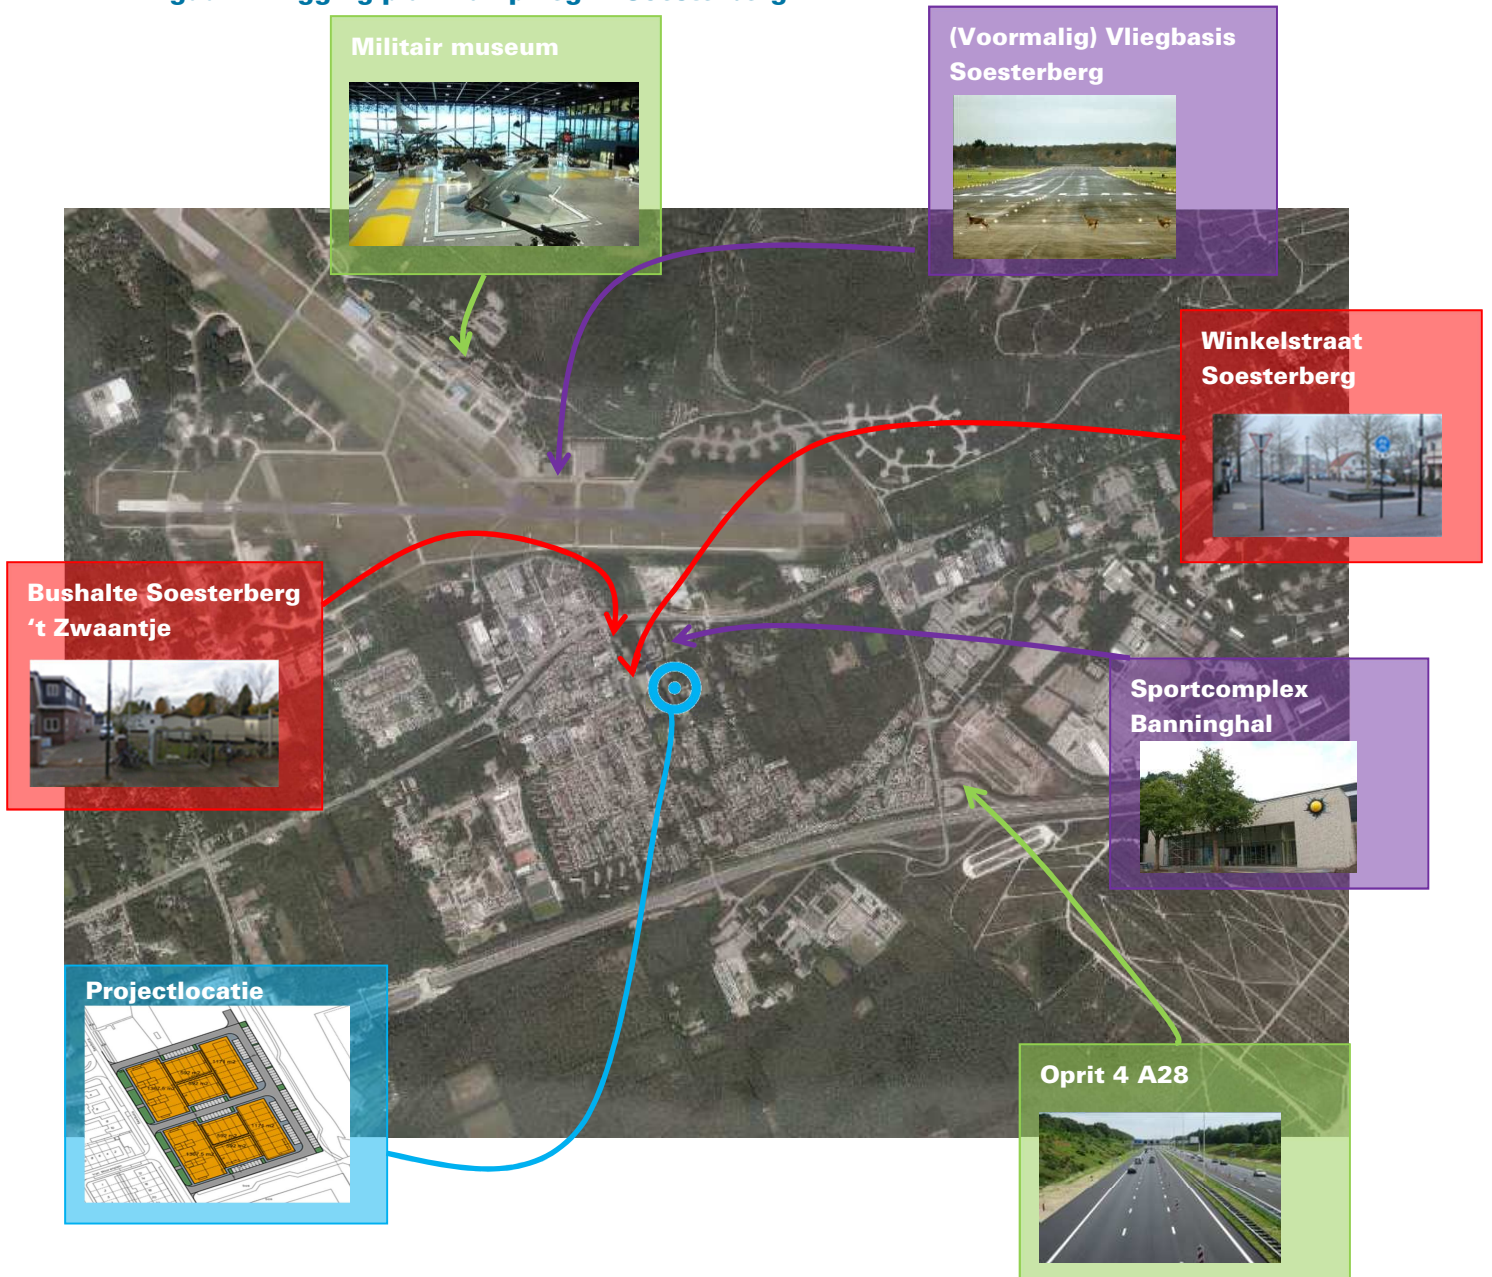 Militair museum
(Voormalig) Vliegbasis
Soesterberg
Winkelstraat
Soesterberg
Bushalte Soesterberg
‘t Zwaantje
Sportcomplex
Banninghal
Projectlocatie
Oprit 4 A28